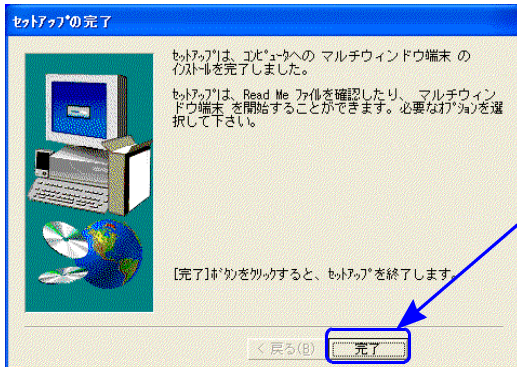 ｾｯﾄｱｯﾌﾟの完了
ｾｯﾄｱｯﾌﾟは、ｺﾝﾋﾟｭｰﾀへの マルチウィンドウ端末 の
ｲﾝｽﾄｰﾙを完了しました。
ｾｯﾄｱｯﾌﾟは、Read Me ﾌｧｲﾙを確認したり、 マルチウィン
ドウ端末 を開始することができます。必要なｵﾌﾟｼｮﾝを選
択して下さい。
[完了]ﾎﾞﾀﾝをｸﾘｯｸすると、ｾｯﾄｱｯﾌﾟを終了します。
< 戻る(B)
完了